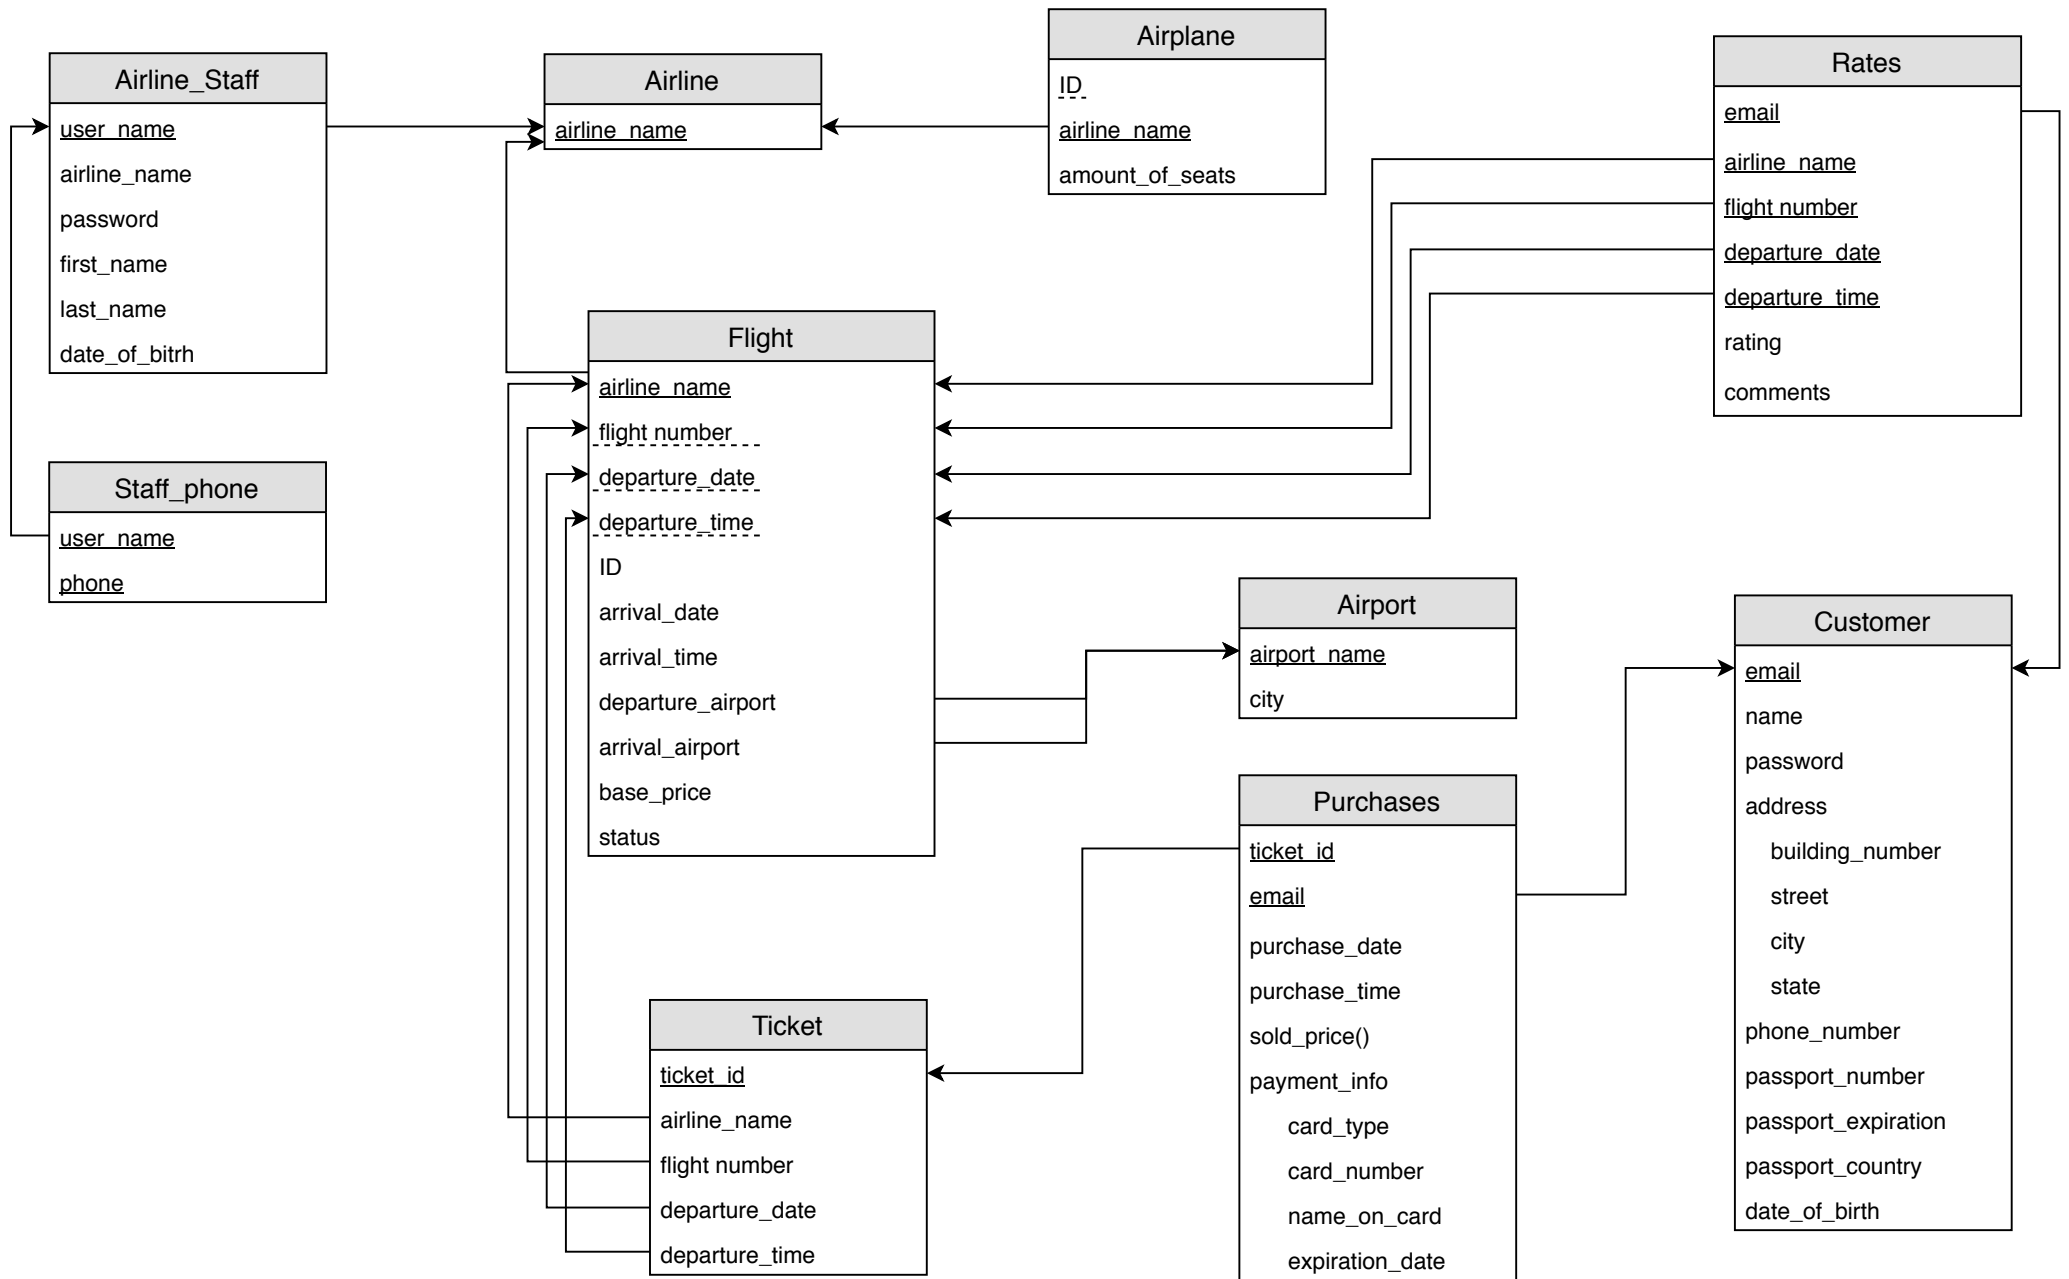 Airline_Staff
user_name
airline_name
password
first_name
last_name
date_of_bitrh
Airline
airline_name
Airplane
ID
airline_name
amount_of_seats
Rates
email
airline_name
flight number
departure_date
departure_time
rating
comments
Flight
airline_name
flight number
departure_date
departure_time
ID
arrival_date
arrival_time
departure_airport
arrival_airport
base_price
status
Staff_phone
user_name
phone
Airport
airport_name
city
Customer
email
name
password
address
building_number
street
city
state
phone_number
passport_number
passport_expiration
passport_country
date_of_birth
Purchases
ticket_id
email
purchase_date
purchase_time
sold_price()
payment_info
card_type
card_number
name_on_card
expiration_date
Ticket
ticket_id
airline_name
flight number
departure_date
departure_time